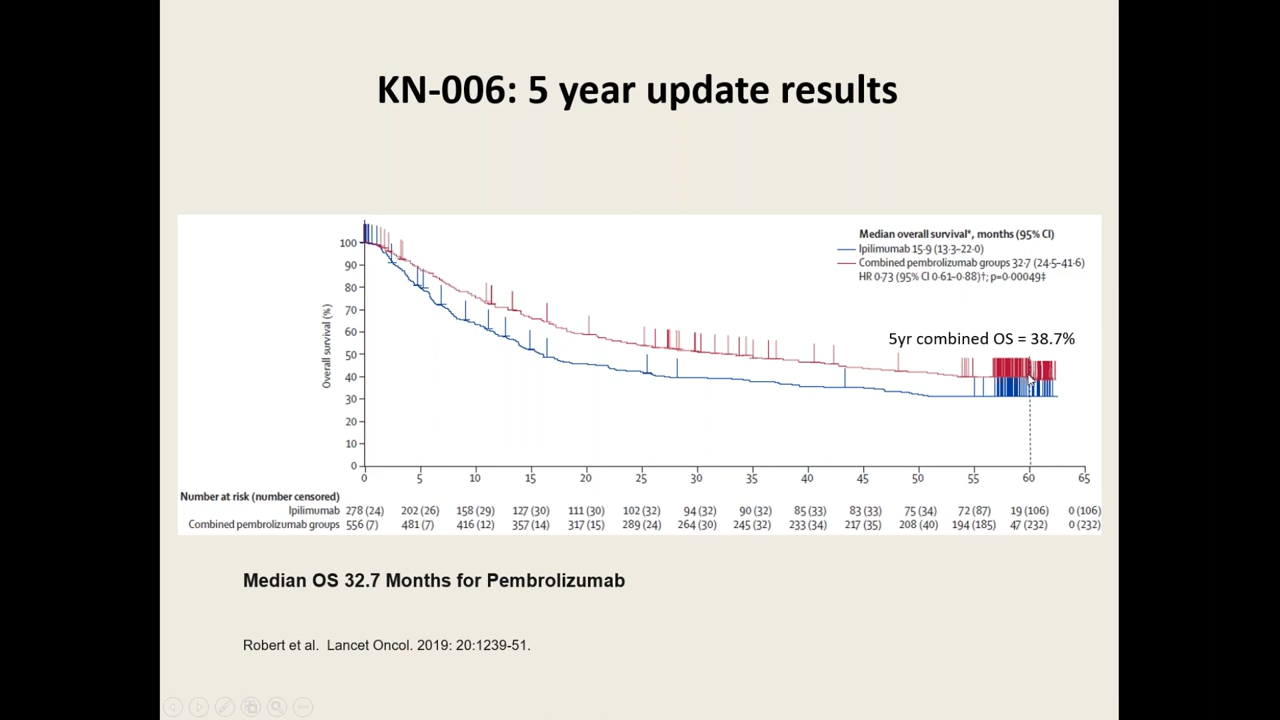 KN-006: 5 year update results
Median overall survival*, months (95% CI)
Ipilimumab 15·9 (13·3–22·0)
Combined pembrolizumab groups 32·7 (24·5–41·6)
HR 0·73 (95% CI 0·61–0·88)†; p=0·00049‡
5yr combined OS = 38.7%
Overall survival (%)
100
90
80
70
60
50
40
30
20
10
0
0 5 10 15 20 25 30 35 40 45 50 55 60 65
Number at risk (number censored)
Ipilimumab 278 (24) 202 (26) 158 (29) 127 (30) 111 (30) 102 (32) 94 (32) 90 (32) 85 (33) 83 (33) 75 (34) 72 (87) 19 (106) 0 (106)
Combined pembrolizumab groups 556 (7) 481 (7) 416 (12) 357 (14) 317 (15) 289 (24) 264 (30) 245 (32) 233 (34) 217 (35) 208 (40) 194 (185) 47 (232) 0 (232)
Median OS 32.7 Months for Pembrolizumab
Robert et al. Lancet Oncol. 2019: 20:1239-51.